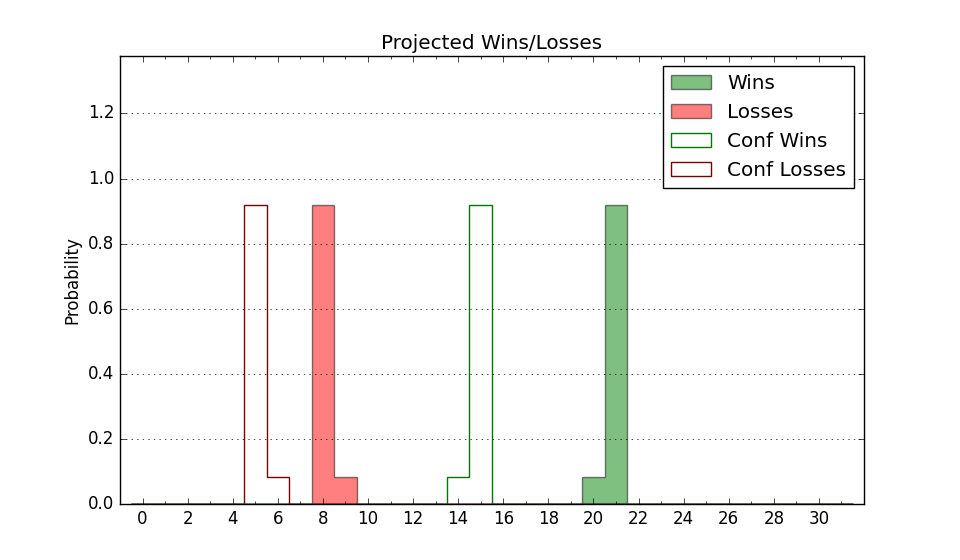 Projected Wins/Losses
Wins
Losses
Conf Wins
Conf Losses
Probability
1.2
1.0
0.8
0.6
0.4
0.2
0.0
0 2 4 6 8 10 12 14 16 18 20 22 24 26 28 30